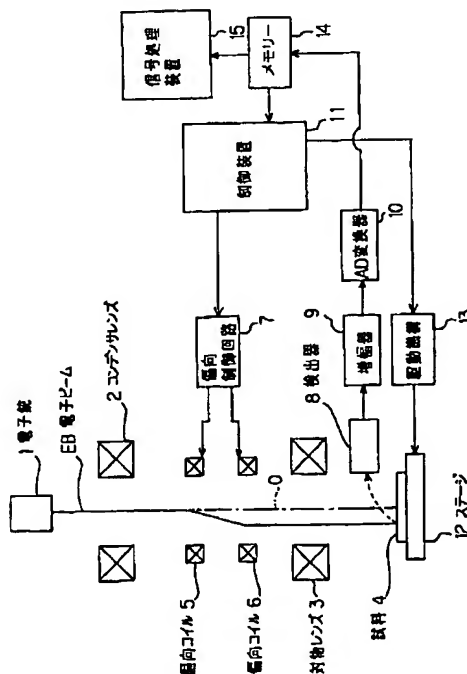 1 電子銃
EB 電子ビーム
2 コンデンサレンズ
偏向コイル 5
偏向コイル 6
対物レンズ 3
試料 4
O
7
偏向
制御回路
8 検出器
9
増幅器
10
AD変換器
11
制御装置
12 ステージ
13
駆動機構
14
メモリー
15
信号処理
装置